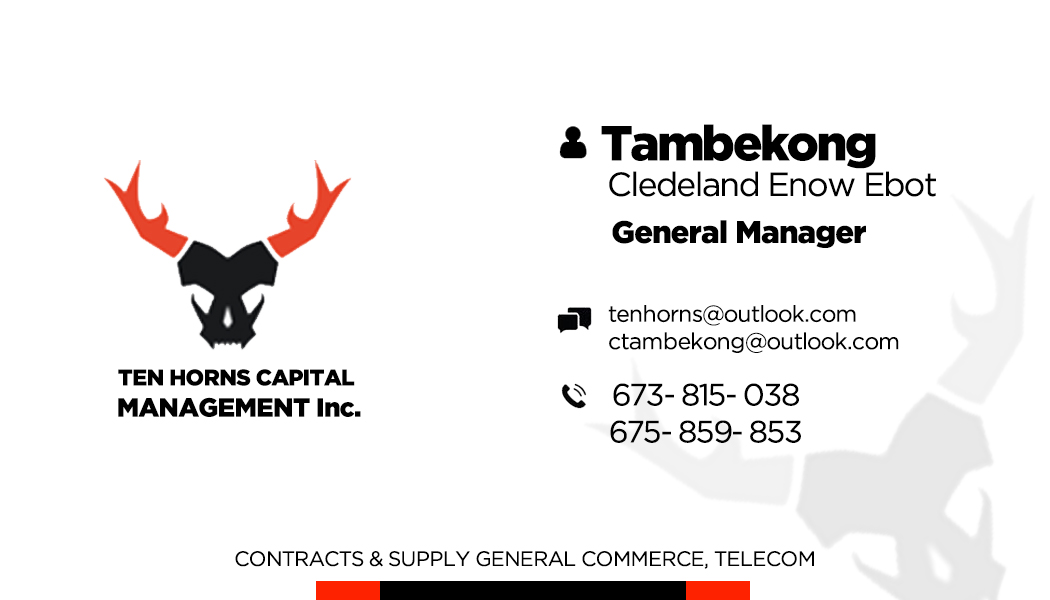 TEN HORNS CAPITAL
MANAGEMENT Inc.
Tambekong
Cledeland Enow Ebot
General Manager
tenhorns@outlook.com
ctambekong@outlook.com
673- 815- 038
675- 859- 853
CONTRACTS & SUPPLY GENERAL COMMERCE, TELECOM